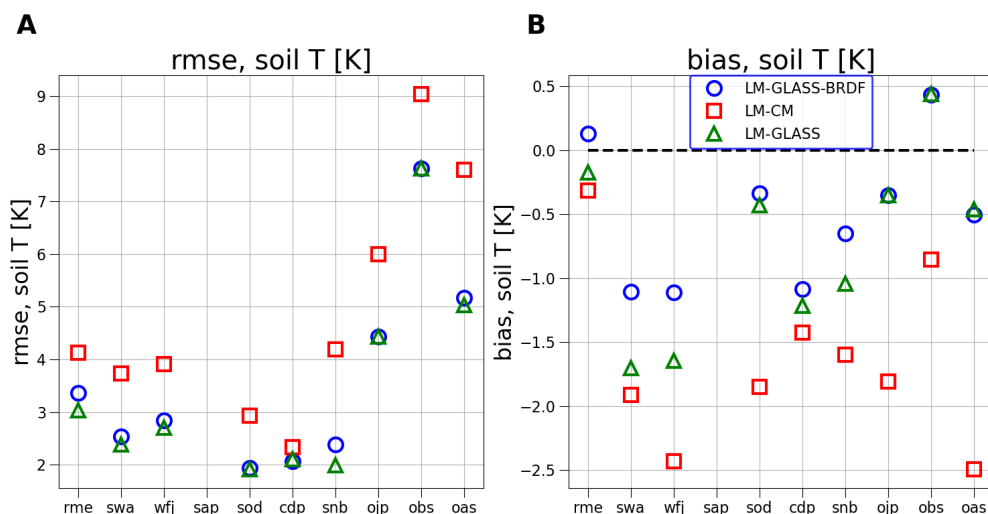 A
B
rmse, soil T [K]
bias, soil T [K]
rmse, soil T [K]
9
8
7
6
5
4
3
2
rme swa wfj sap sod cdp snb ojp obs oas
bias, soil T [K]
0.5
0.0
−0.5
−1.0
−1.5
−2.0
−2.5
LM-GLASS-BRDF
LM-CM
LM-GLASS
rme swa wfj sap sod cdp snb ojp obs oas